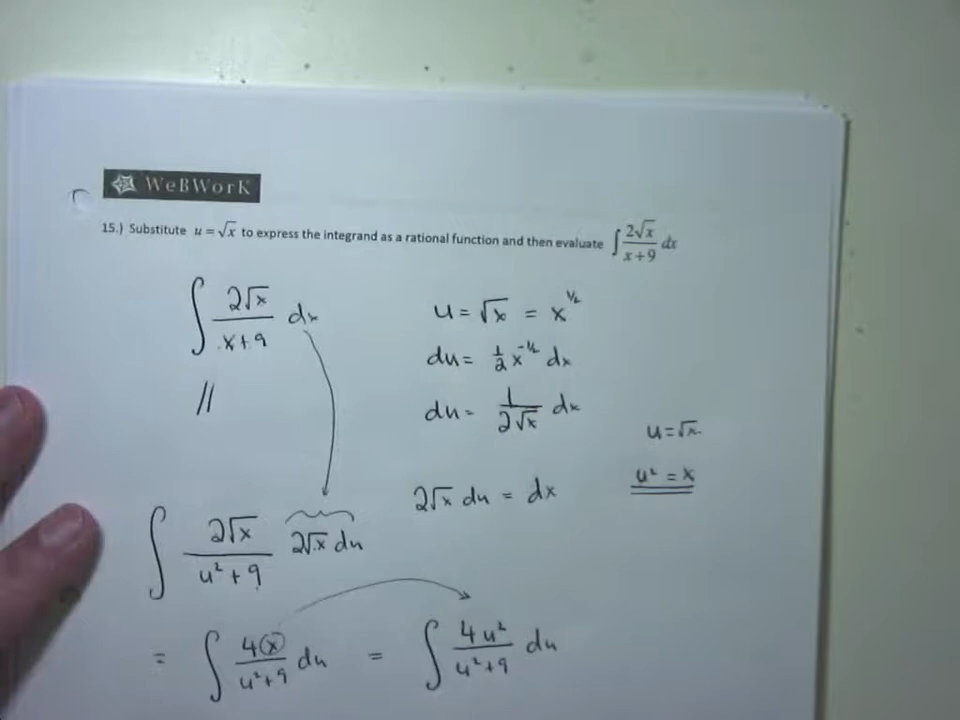 WeBWorK
15.) Substitute u = √x to express the integrand as a rational function and then evaluate ∫ 2√x/(x+9) dx
∫ 2√x/(x+9) dx
u = √x = x^(1/2)
du = 1/2 x^(-1/2) dx
//
du = 1/(2√x) dx
u = √x
u² = x
2√x du = dx
∫ 2√x/(u²+9) 2√x du
= ∫ 4x/(u²+9) du = ∫ 4u²/(u²+9) du